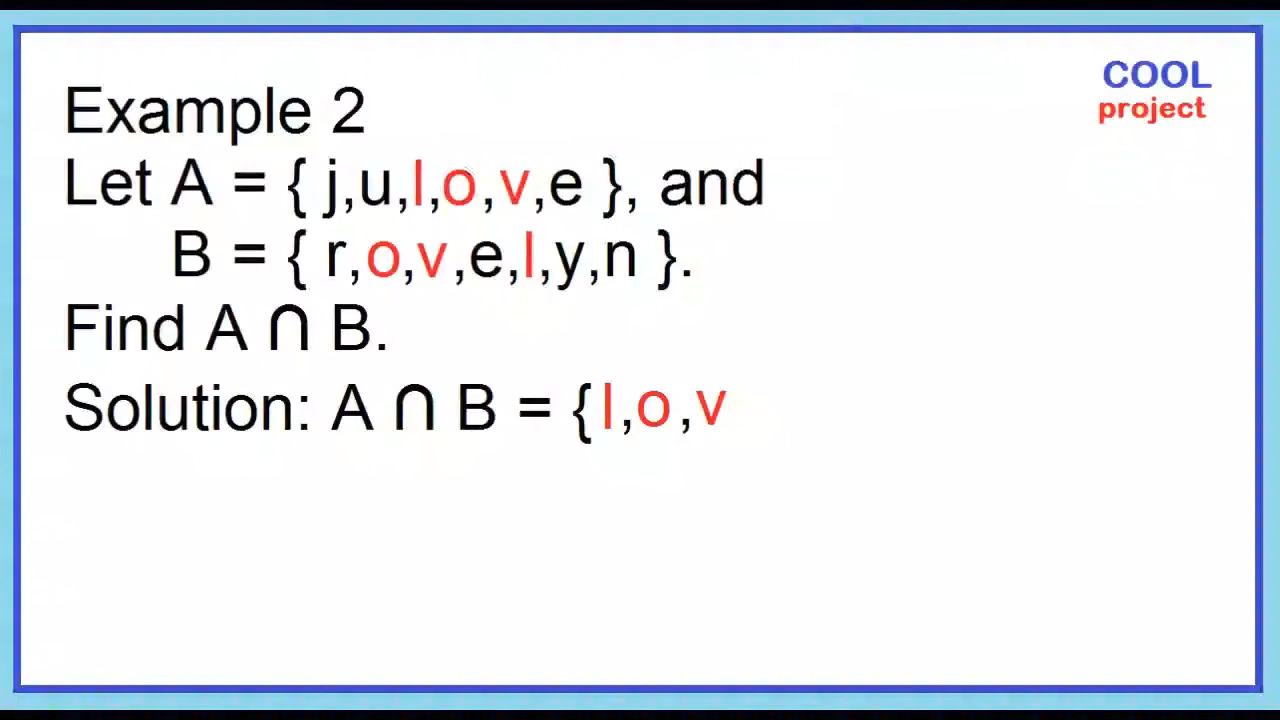 COOL
project
Example 2
Let A = { j,u,l,o,v,e }, and
B = { r,o,v,e,l,y,n }.
Find A ∩ B.
Solution: A ∩ B = {l,o,v